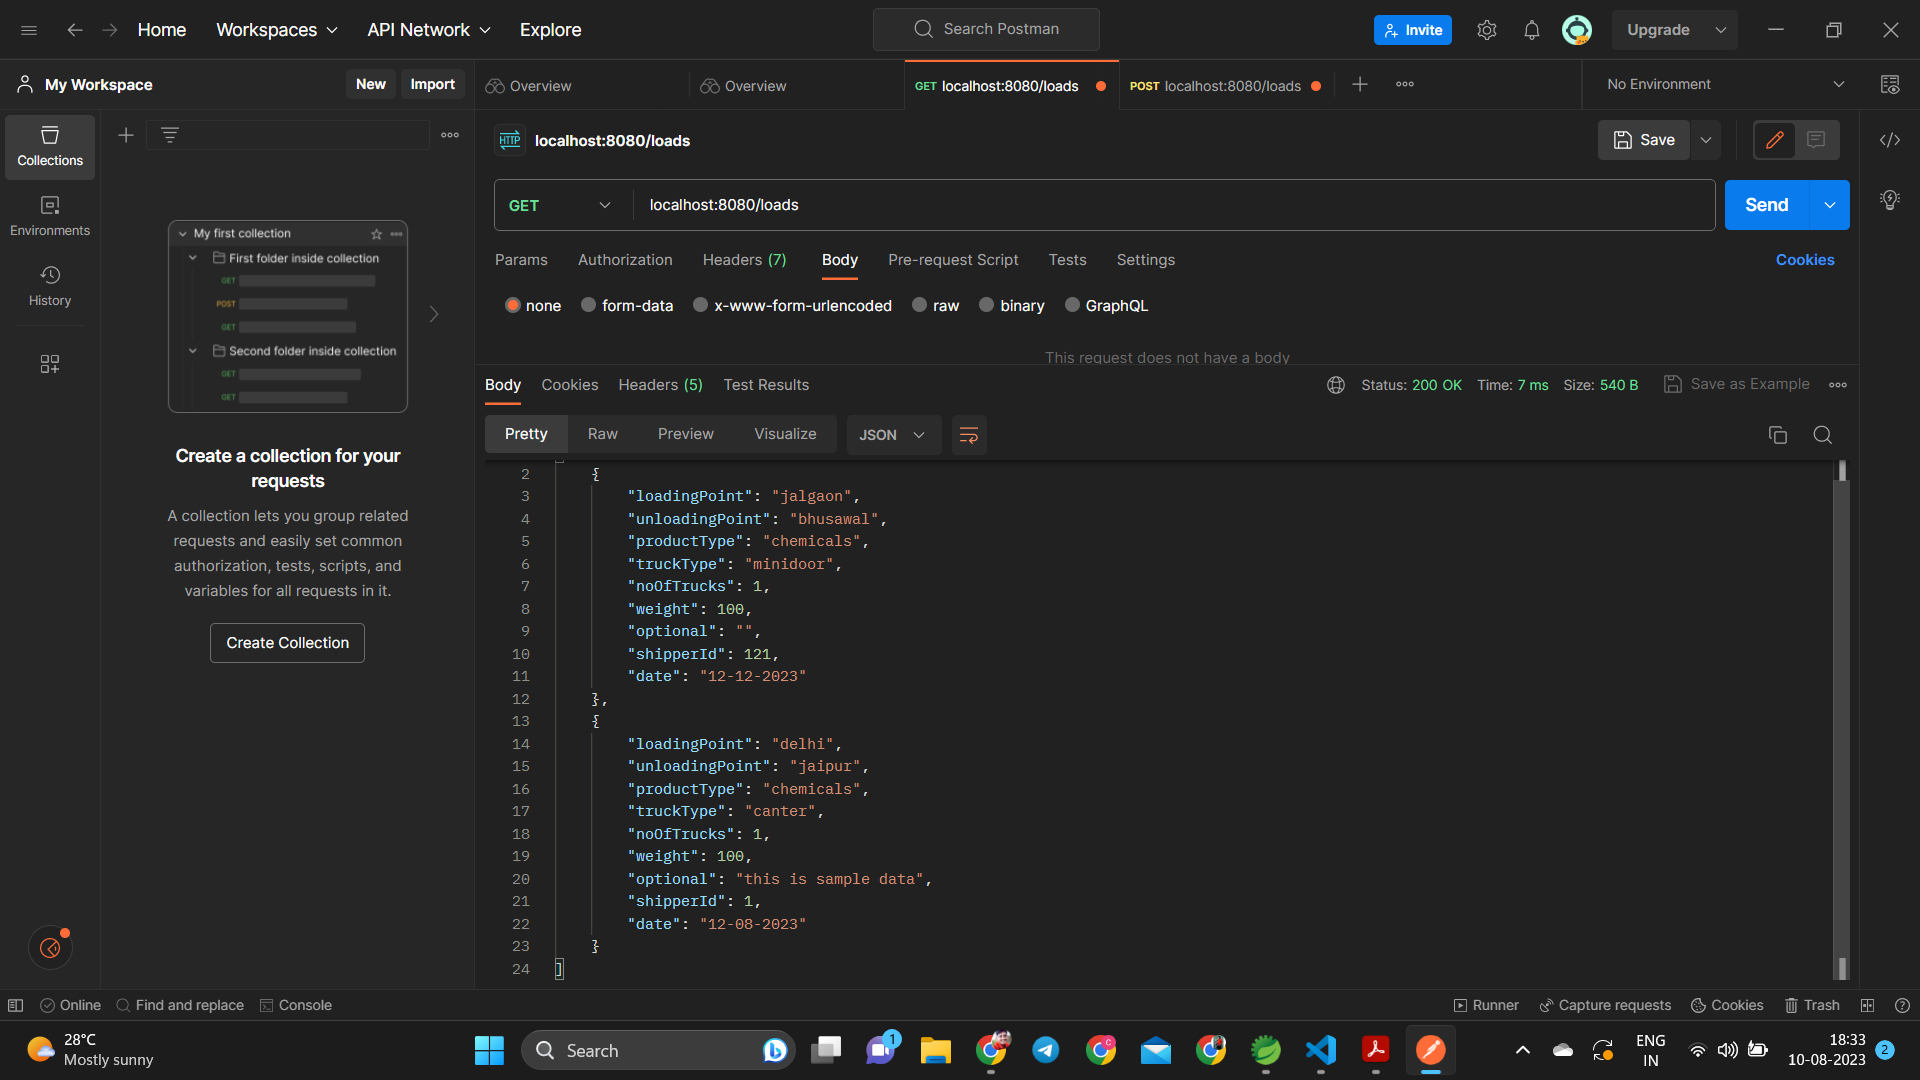 Home
Workspaces
API Network
Explore
Search Postman
Invite
Upgrade
My Workspace
New
Import
Overview
Overview
GET localhost:8080/loads
POST localhost:8080/loads
No Environment
Collections
Environments
History
My first collection
First folder inside collection
GET
POST
GET
Second folder inside collection
GET
GET
Create a collection for your
requests
A collection lets you group related
requests and easily set common
authorization, tests, scripts, and
variables for all requests in it.
Create Collection
HTTP localhost:8080/loads
Save
GET localhost:8080/loads
Send
Params Authorization Headers (7) Body Pre-request Script Tests Settings Cookies
none form-data x-www-form-urlencoded raw binary GraphQL
This request does not have a body
Body Cookies Headers (5) Test Results Status: 200 OK Time: 7 ms Size: 540 B Save as Example
Pretty Raw Preview Visualize JSON
2 {
3 "loadingPoint": "jalgaon",
4 "unloadingPoint": "bhusawal",
5 "productType": "chemicals",
6 "truckType": "minidoor",
7 "noOfTrucks": 1,
8 "weight": 100,
9 "optional": "",
10 "shipperId": 121,
11 "date": "12-12-2023"
12 },
13 {
14 "loadingPoint": "delhi",
15 "unloadingPoint": "jaipur",
16 "productType": "chemicals",
17 "truckType": "canter",
18 "noOfTrucks": 1,
19 "weight": 100,
20 "optional": "this is sample data",
21 "shipperId": 1,
22 "date": "12-08-2023"
23 }
24 ]
Online Find and replace Console Runner Capture requests Cookies Trash
28°C
Mostly sunny
Search
1
C
ENG
IN
18:33
10-08-2023
2